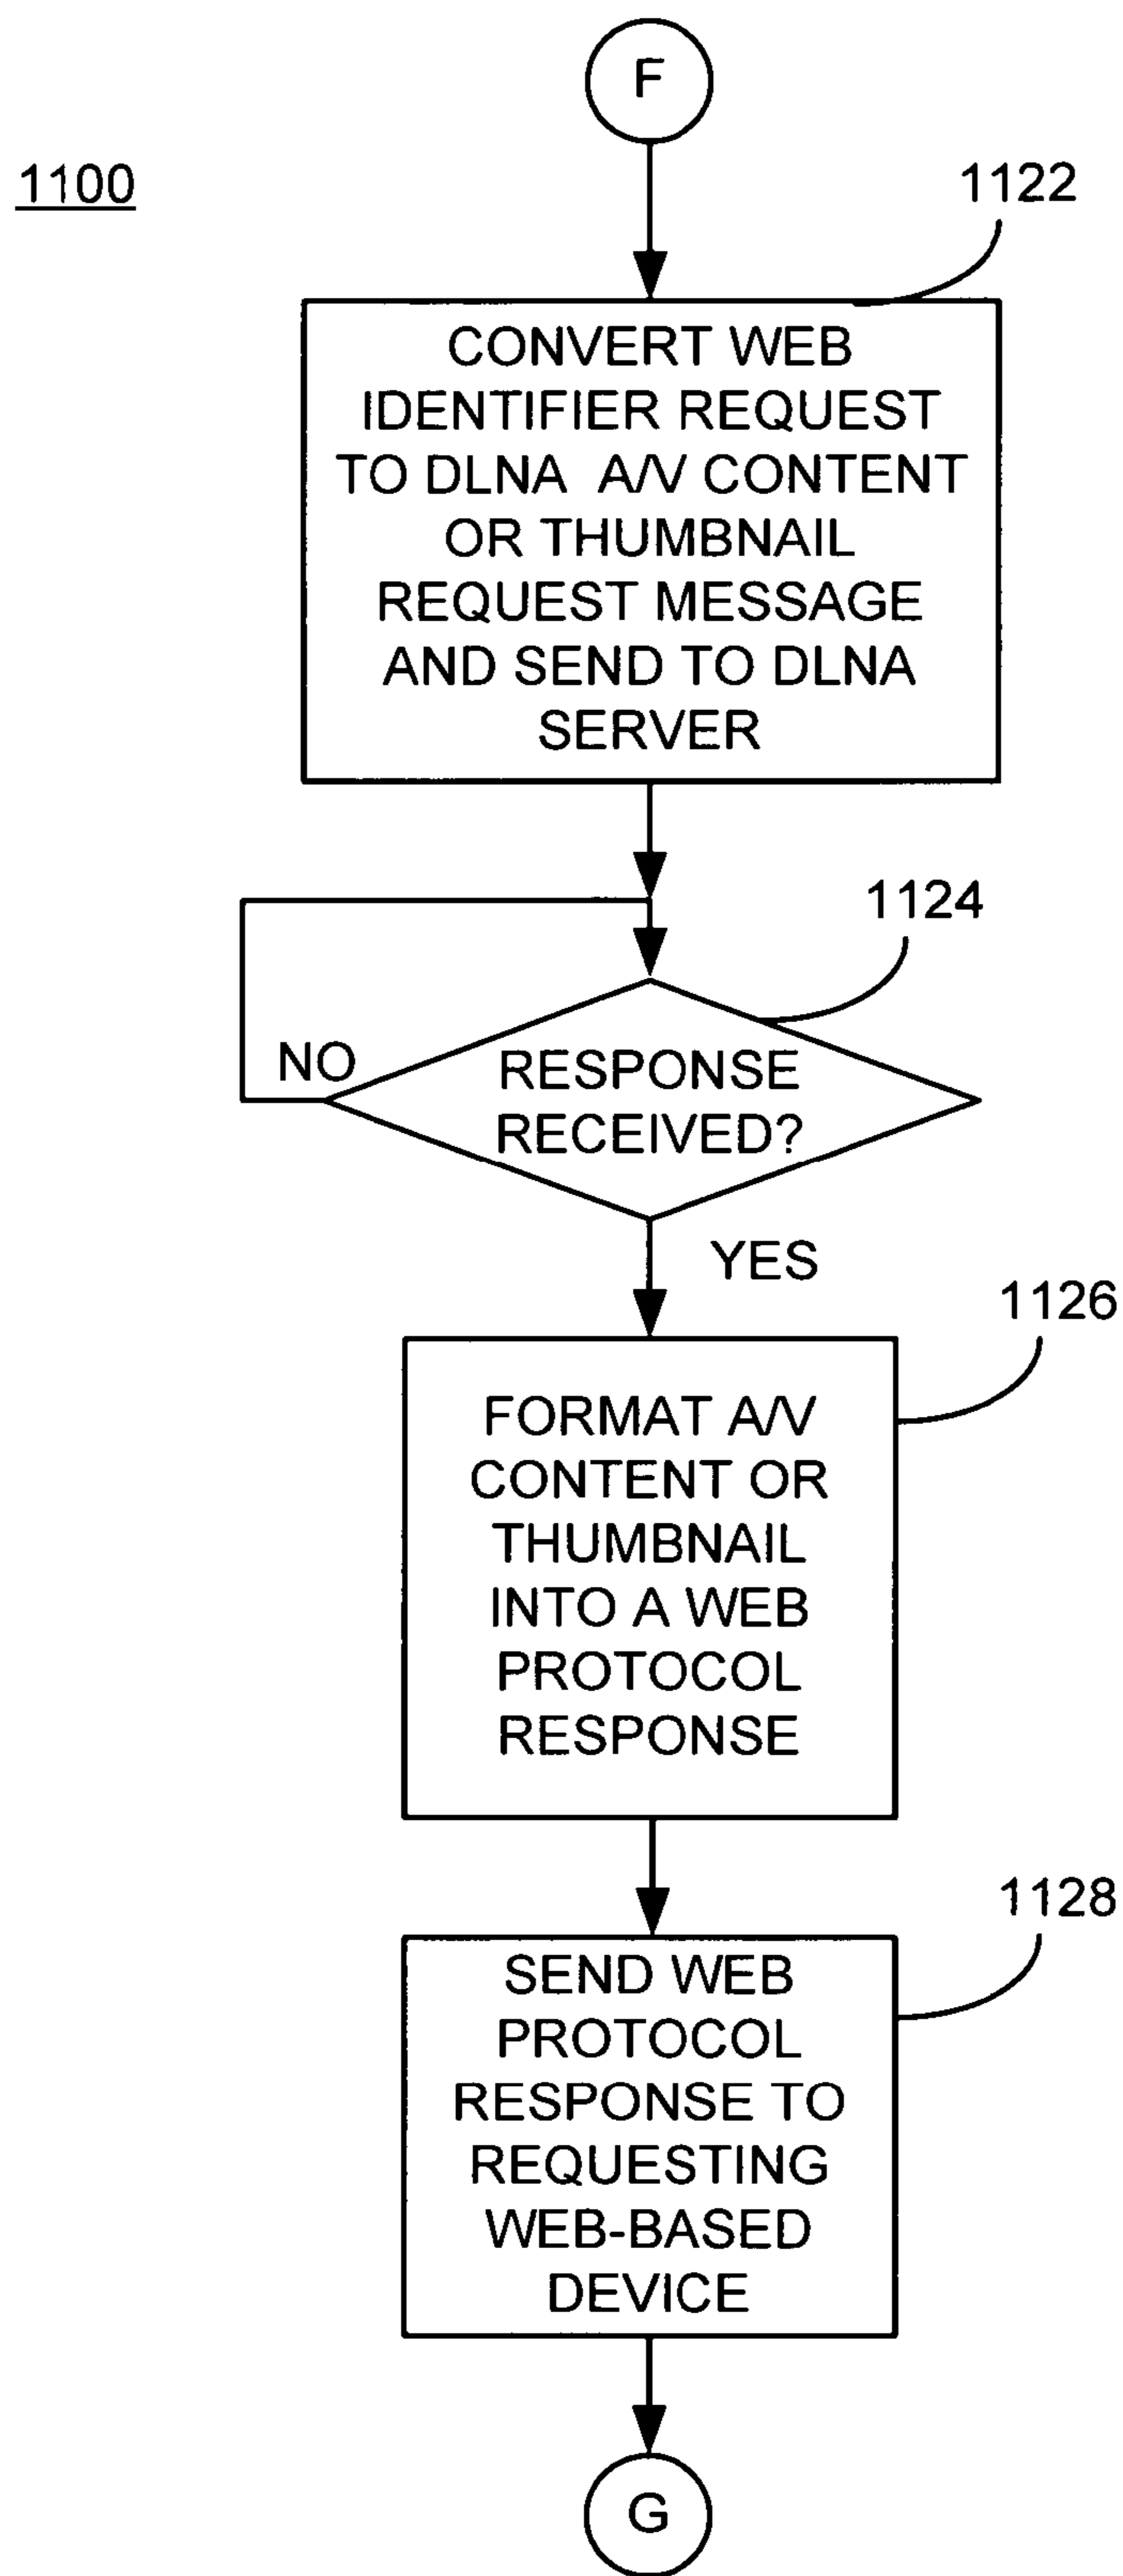 F
1100
1122
CONVERT WEB
IDENTIFIER REQUEST
TO DLNA A/V CONTENT
OR THUMBNAIL
REQUEST MESSAGE
AND SEND TO DLNA
SERVER
1124
NO
RESPONSE
RECEIVED?
YES
1126
FORMAT A/V
CONTENT OR
THUMBNAIL
INTO A WEB
PROTOCOL
RESPONSE
1128
SEND WEB
PROTOCOL
RESPONSE TO
REQUESTING
WEB-BASED
DEVICE
G